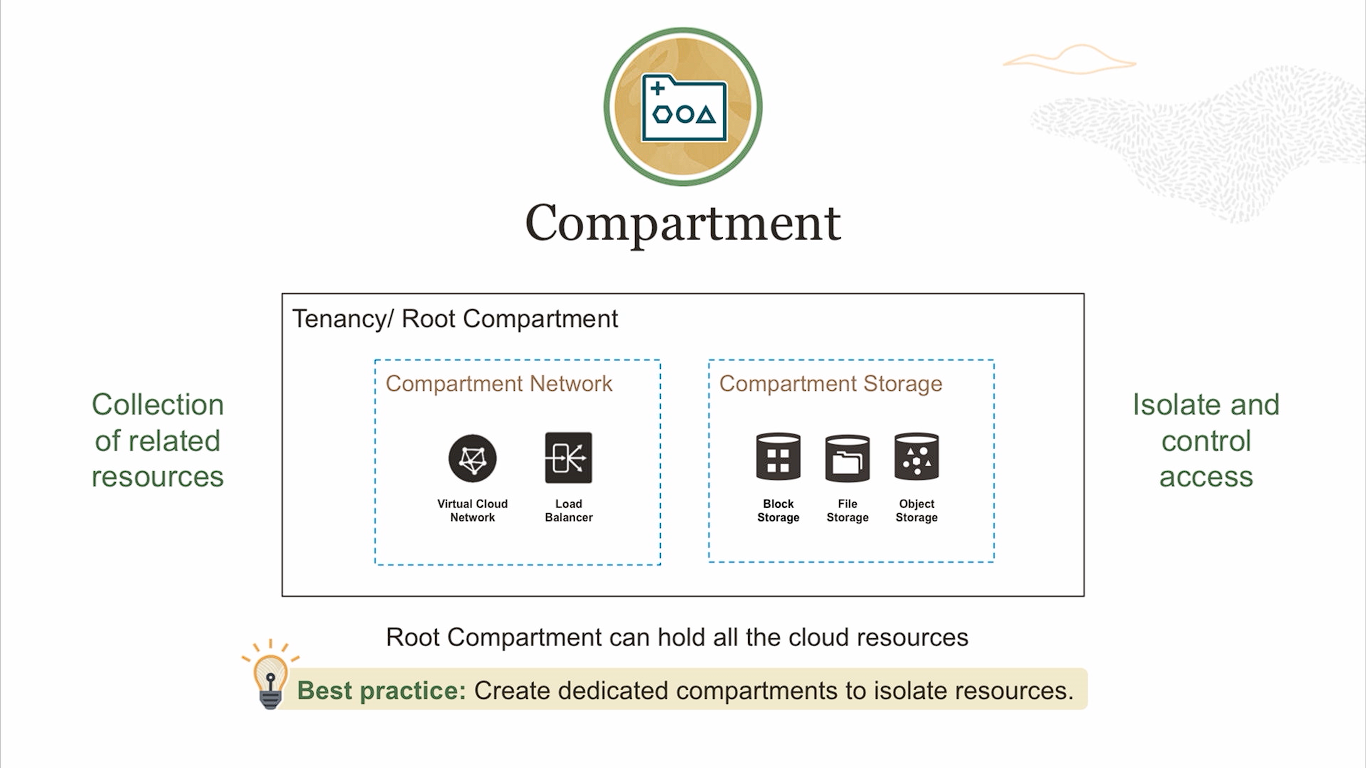 Compartment
Tenancy/ Root Compartment
Collection
of related
resources
Compartment Network
Virtual Cloud
Network
Load
Balancer
Compartment Storage
Block
Storage
File
Storage
Object
Storage
Isolate and
control
access
Root Compartment can hold all the cloud resources
Best practice: Create dedicated compartments to isolate resources.